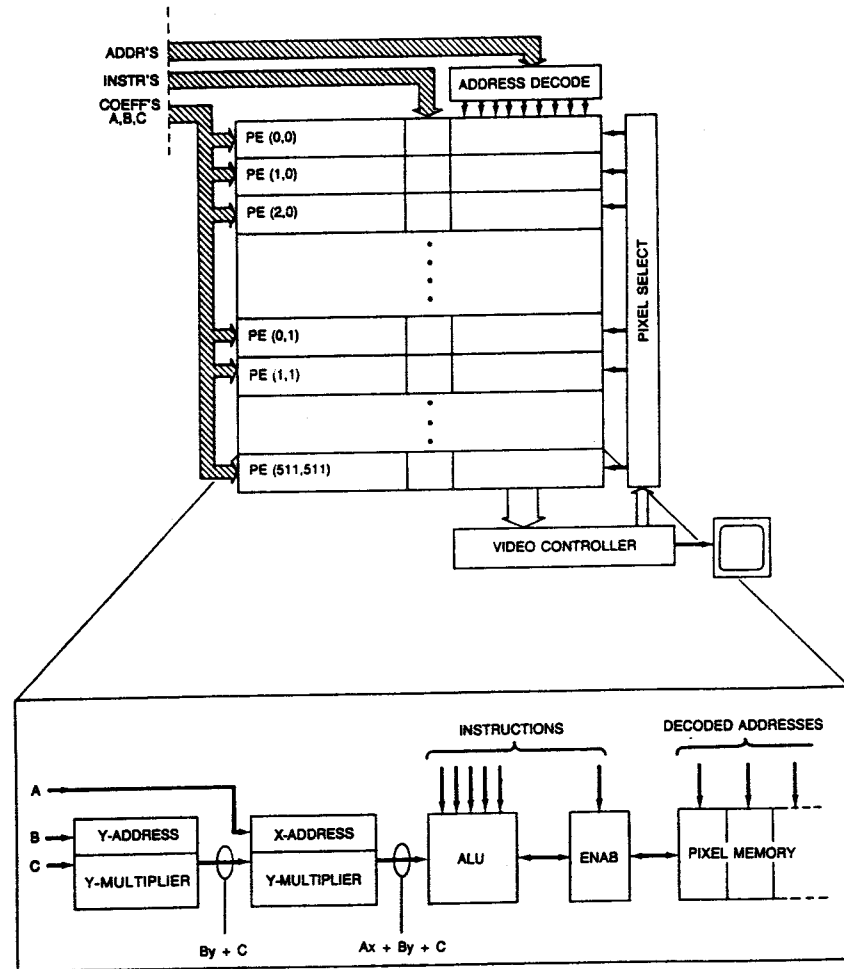 ADDR'S
INSTR'S
COEFF'S
A,B,C
ADDRESS DECODE
PE (0,0)
PE (1,0)
PE (2,0)
PE (0,1)
PE (1,1)
PE (511,511)
PIXEL SELECT
VIDEO CONTROLLER
INSTRUCTIONS
DECODED ADDRESSES
A
B
C
Y-ADDRESS
Y-MULTIPLIER
X-ADDRESS
Y-MULTIPLIER
ALU
ENAB
PIXEL MEMORY
By + C
Ax + By + C